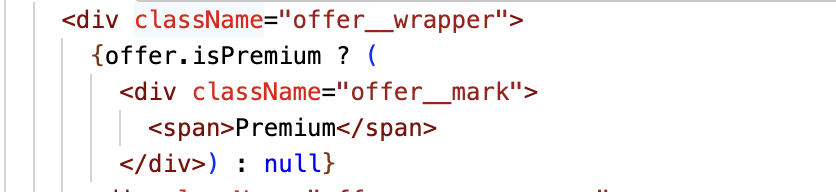 <div className="offer__wrapper">
{offer.isPremium ? (
<div className="offer__mark">
<span>Premium</span>
</div>) : null}